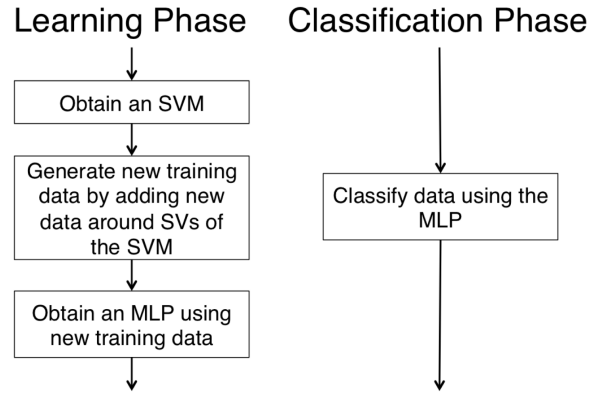 Learning Phase
Obtain an SVM
Generate new training
data by adding new
data around SVs of
the SVM
Obtain an MLP using
new training data
Classification Phase
Classify data using the
MLP